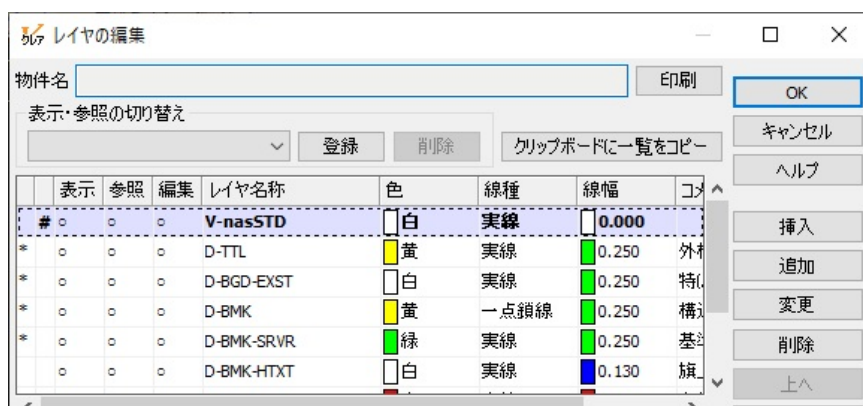 レイヤの編集
物件名
印刷
OK
表示・参照の切り替え
登録
削除
クリップボードに一覧をコピー
キャンセル
ヘルプ
表示 参照 編集 レイヤ名称 色 線種 線幅
# ○ ○ ○ V-nasSTD 白 実線 0.000
* ○ ○ ○ D-TTL 黄 実線 0.250
* ○ ○ ○ D-BGD-EXST 白 実線 0.250
* ○ ○ ○ D-BMK 黄 一点鎖線 0.250
* ○ ○ ○ D-BMK-SRVR 緑 実線 0.250
○ ○ ○ D-BMK-HTXT 白 実線 0.130 旗
挿入
追加
変更
削除
上へ